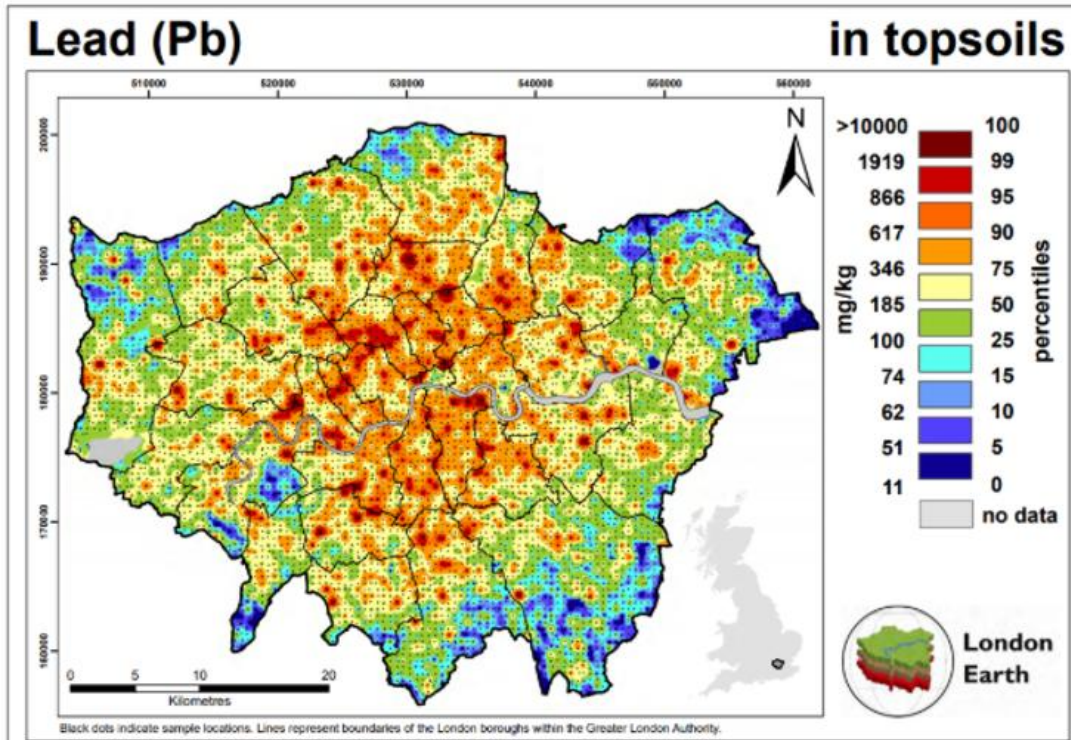 Lead (Pb) in topsoils
510000 520000 530000 540000 550000 560000
200000
190000
180000
170000
160000
N
>10000 100
1919 99
866 95
617 90
346 75
185 50
100 25
74 15
62 10
51 5
11 0
mg/kg
percentiles
no data
0 5 10 20
Kilometres
London
Earth
Black dots indicate sample locations. Lines represent boundaries of the London boroughs within the Greater London Authority.